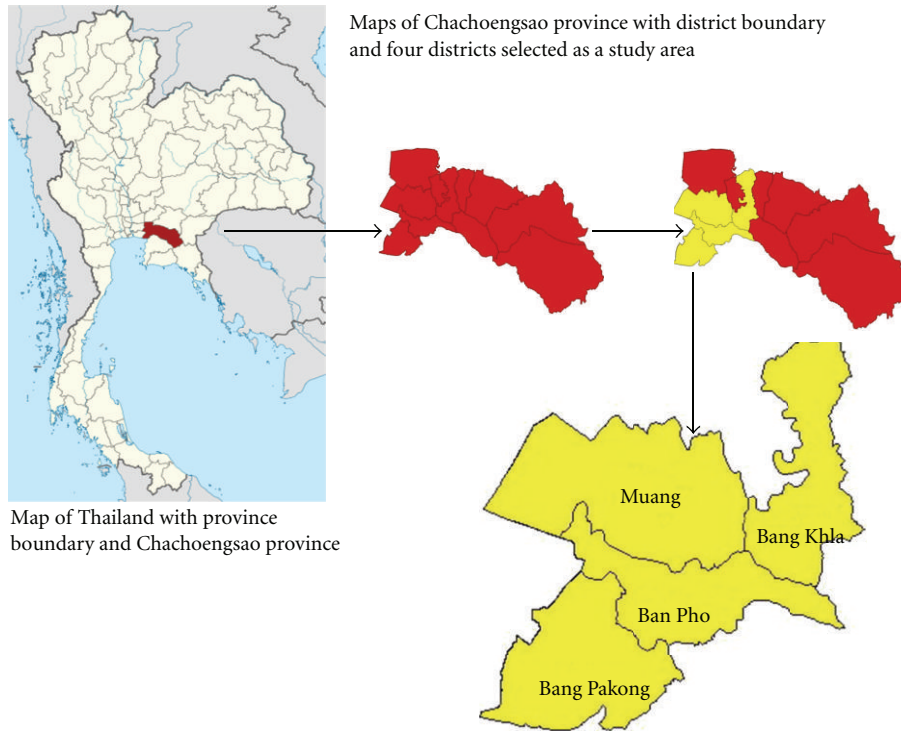 Maps of Chachoengsao province with district boundary
and four districts selected as a study area
Map of Thailand with province
boundary and Chachoengsao province
Muang
Bang Khla
Ban Pho
Bang Pakong